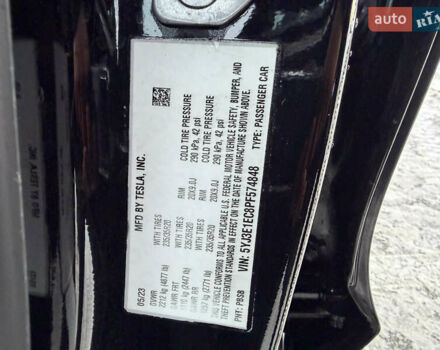 auto RIA
MFD BY TESLA, INC.
05/23
GVWR
2212 kg (4877 lb)
GAWR FRT
1110 kg (2447 lb)
WITH TIRES
235/35R20
RIM
20X9.0J
COLD TIRE PRESSURE
290 kPa, 42 psi
GAWR RR
1257 kg (2771 lb)
WITH TIRES
235/35R20
RIM
20X9.0J
COLD TIRE PRESSURE
290 kPa, 42 psi
THIS VEHICLE CONFORMS TO ALL APPLICABLE U.S. FEDERAL MOTOR VEHICLE SAFETY, BUMPER, AND
THEFT PREVENTION STANDARDS IN EFFECT ON THE DATE OF MANUFACTURE SHOWN ABOVE.
VIN: 5YJ3E1EC8PF574848
TYPE: PASSENGER CAR
PNT: PBSB